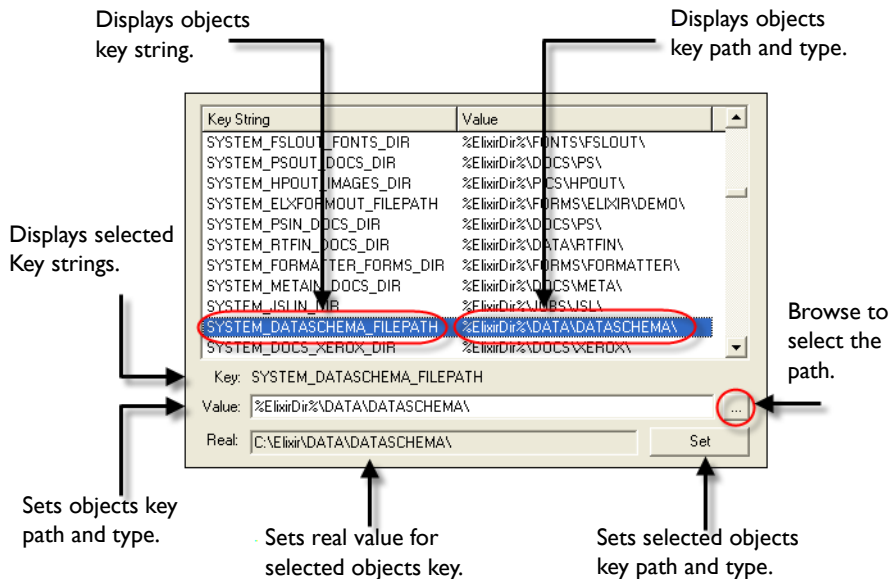 Displays objects
key string.
Displays objects
key path and type.
Key String Value
SYSTEM_FSLOUT_FONTS_DIR %ElixirDir%\FONTS\FSLOUT\
SYSTEM_PSOUT_DOCS_DIR %ElixirDir%\DOCS\PS\
SYSTEM_HPOUT_IMAGES_DIR %ElixirDir%\PICS\HPOUT\
SYSTEM_ELXFORMOUT_FILEPATH %ElixirDir%\FORMS\ELIXIR\DEMO\
SYSTEM_PSIN_DOCS_DIR %ElixirDir%\DOCS\PS\
SYSTEM_RTFIN_DOCS_DIR %ElixirDir%\DATA\RTFIN\
SYSTEM_FORMATTER_FORMS_DIR %ElixirDir%\FORMS\FORMATTER\
SYSTEM_METAIN_DOCS_DIR %ElixirDir%\DOCS\META\
SYSTEM_JSLIN_DIR %ElixirDir%\JOBS\JSL\
SYSTEM_DATASCHEMA_FILEPATH %ElixirDir%\DATA\DATASCHEMA\
SYSTEM_DOCS_XEROX_DIR %ElixirDir%\DOCS\XEROX\
Displays selected
Key strings.
Browse to
select the
path.
Key: SYSTEM_DATASCHEMA_FILEPATH
Value: %ElixirDir%\DATA\DATASCHEMA\ ...
Real: C:\Elixir\DATA\DATASCHEMA\ Set
Sets objects key
path and type.
Sets real value for
selected objects key.
Sets selected objects
key path and type.